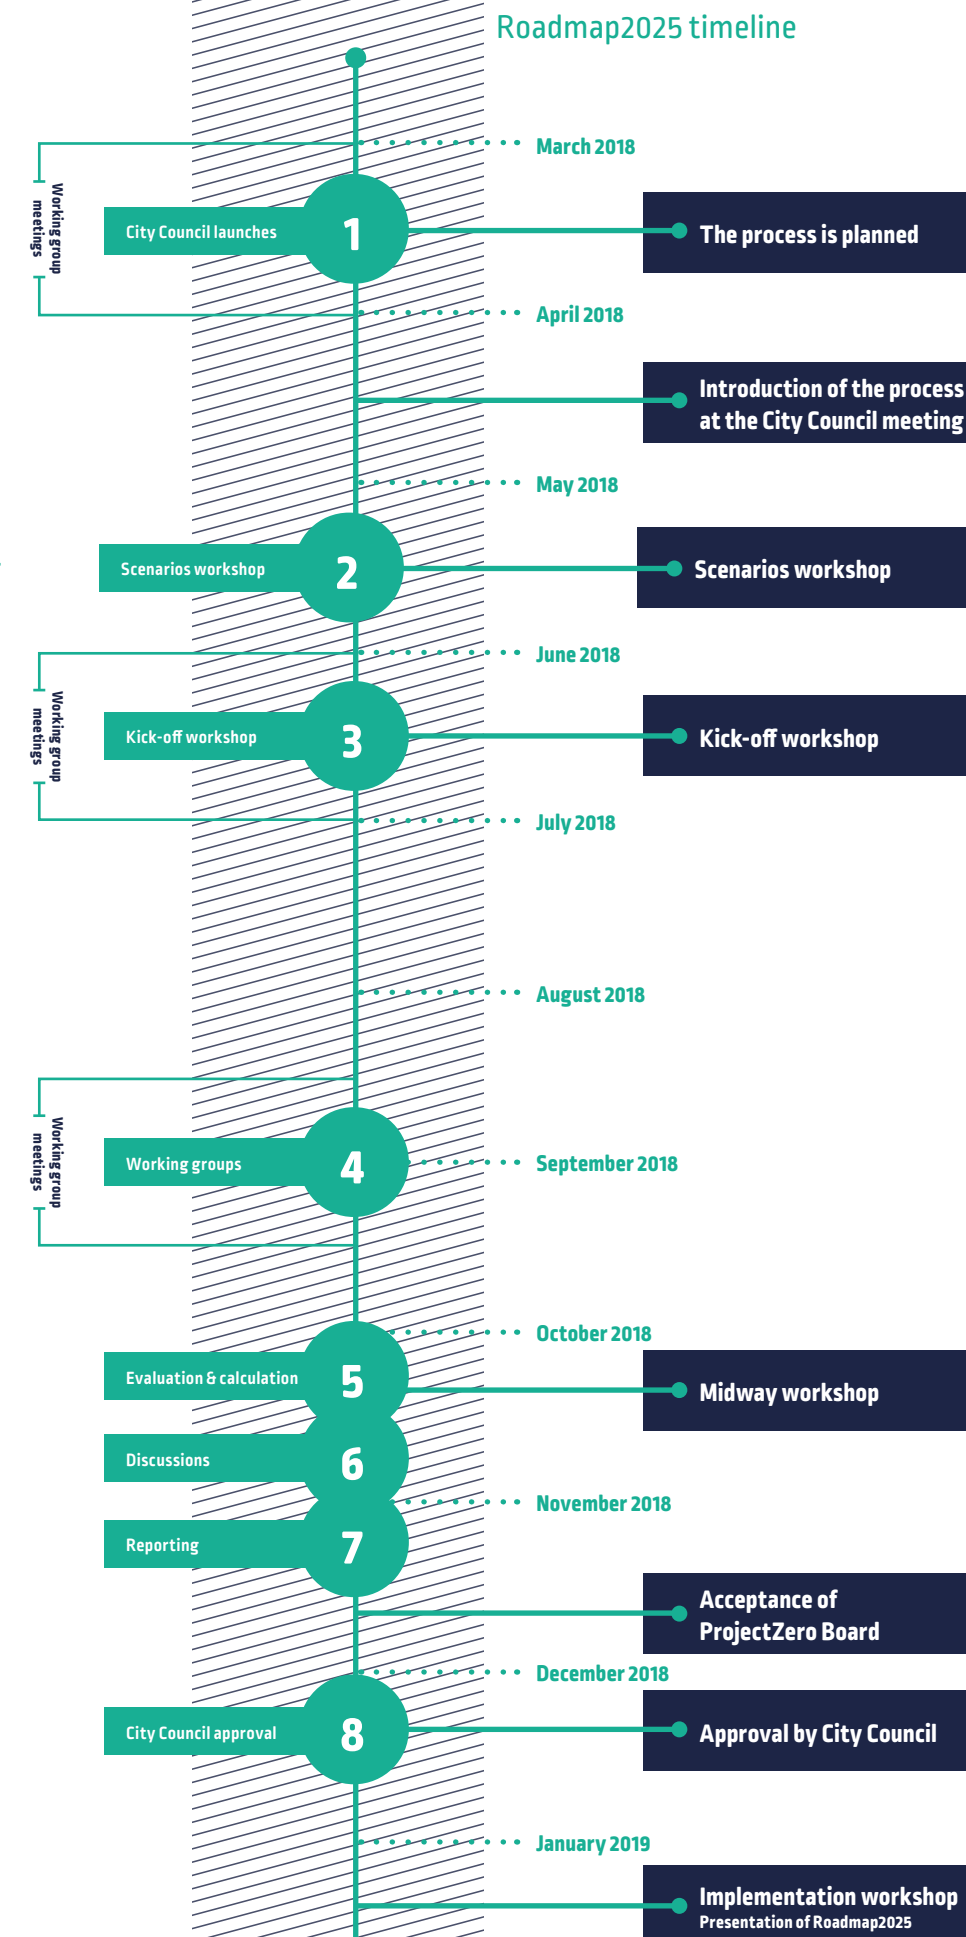 Roadmap2025 timeline
March 2018
Working group
meetings
City Council launches
1
The process is planned
April 2018
Introduction of the process
at the City Council meeting
May 2018
Scenarios workshop
2
Scenarios workshop
June 2018
Working group
meetings
Kick-off workshop
3
Kick-off workshop
July 2018
August 2018
Working group
meetings
Working groups
4
September 2018
October 2018
Evaluation & calculation
5
Midway workshop
Discussions
6
November 2018
Reporting
7
Acceptance of
ProjectZero Board
December 2018
City Council approval
8
Approval by City Council
January 2019
Implementation workshop
Presentation of Roadmap2025